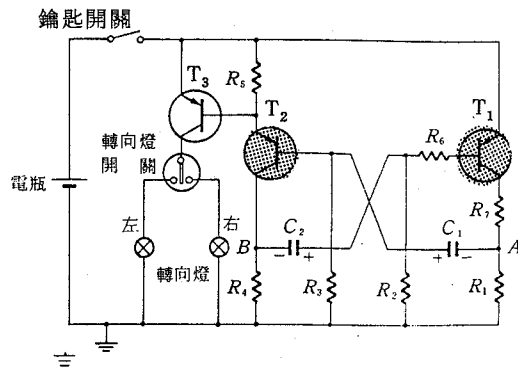 鑰匙開關
T₃
R₅
T₂
T₁
R₆
轉向燈
開關
電瓶
R₇
左
右
B
C₂
C₁
A
− +
+ −
轉向燈
R₄
R₃
R₂
R₁